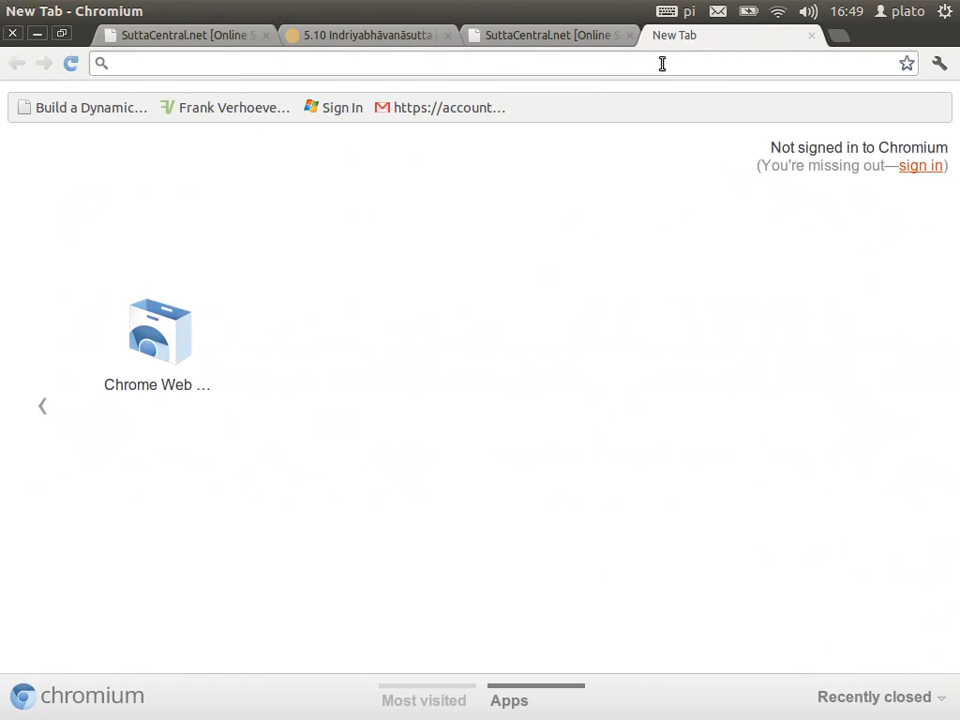 New Tab - Chromium
pi
16:49
plato
SuttaCentral.net [Online S
5.10 Indriyabhāvanāsutta |
SuttaCentral.net [Online S
New Tab
Build a Dynamic...
Frank Verhoeve...
Sign In
https://account...
Not signed in to Chromium
(You're missing out—sign in)
Chrome Web ...
chromium
Most visited
Apps
Recently closed